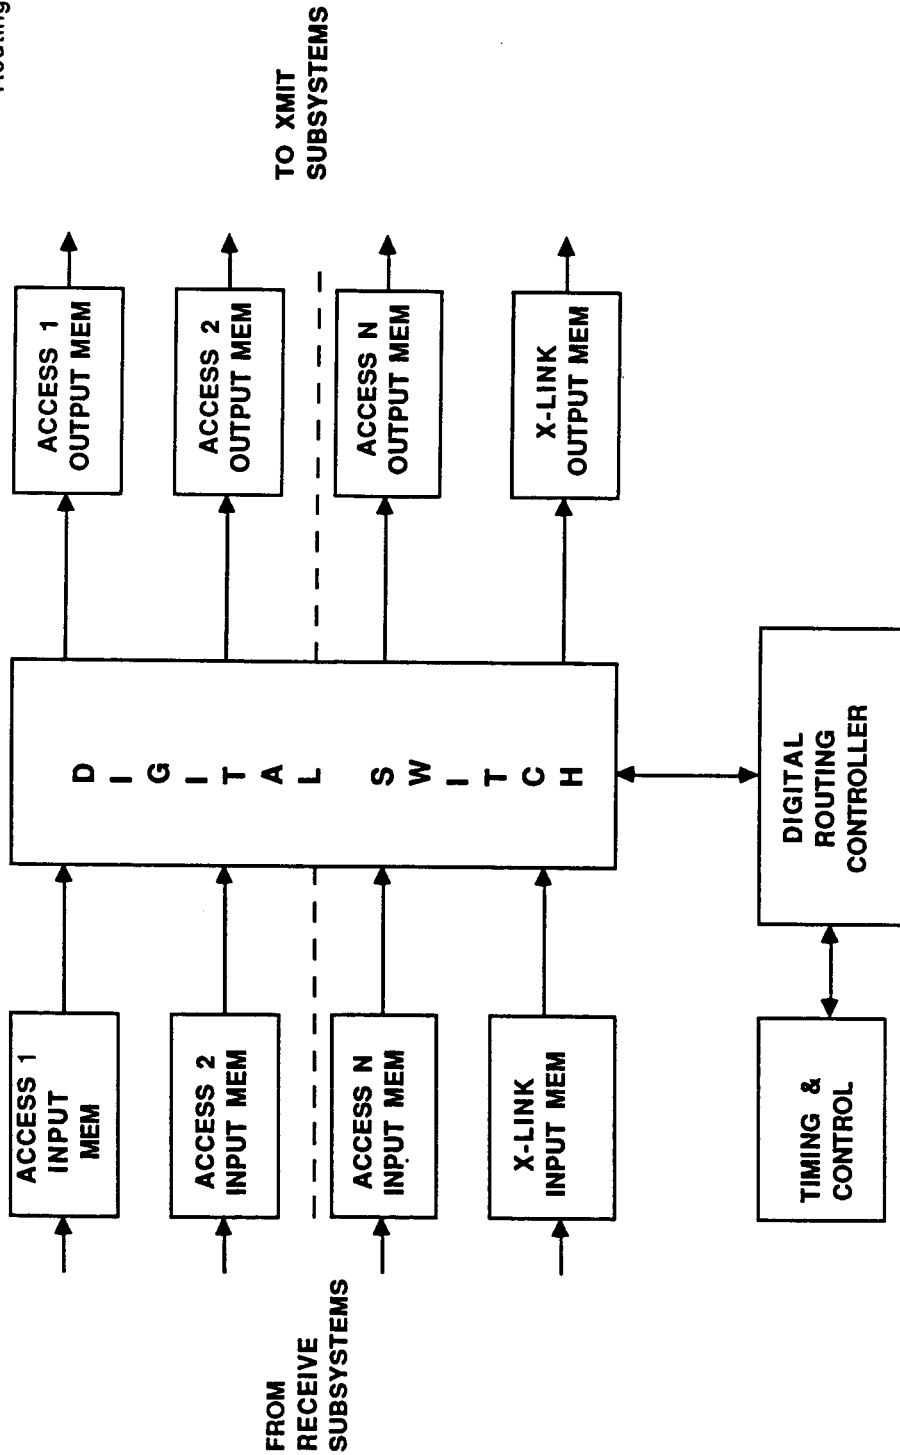 FROM
RECEIVE
SUBSYSTEMS
ACCESS 1
INPUT
MEM
ACCESS 2
INPUT MEM
ACCESS N
INPUT MEM
X-LINK
INPUT MEM
DIGITAL SWITCH
ACCESS 1
OUTPUT MEM
ACCESS 2
OUTPUT MEM
ACCESS N
OUTPUT MEM
X-LINK
OUTPUT MEM
TO XMIT
SUBSYSTEMS
TIMING &
CONTROL
DIGITAL
ROUTING
CONTROLLER